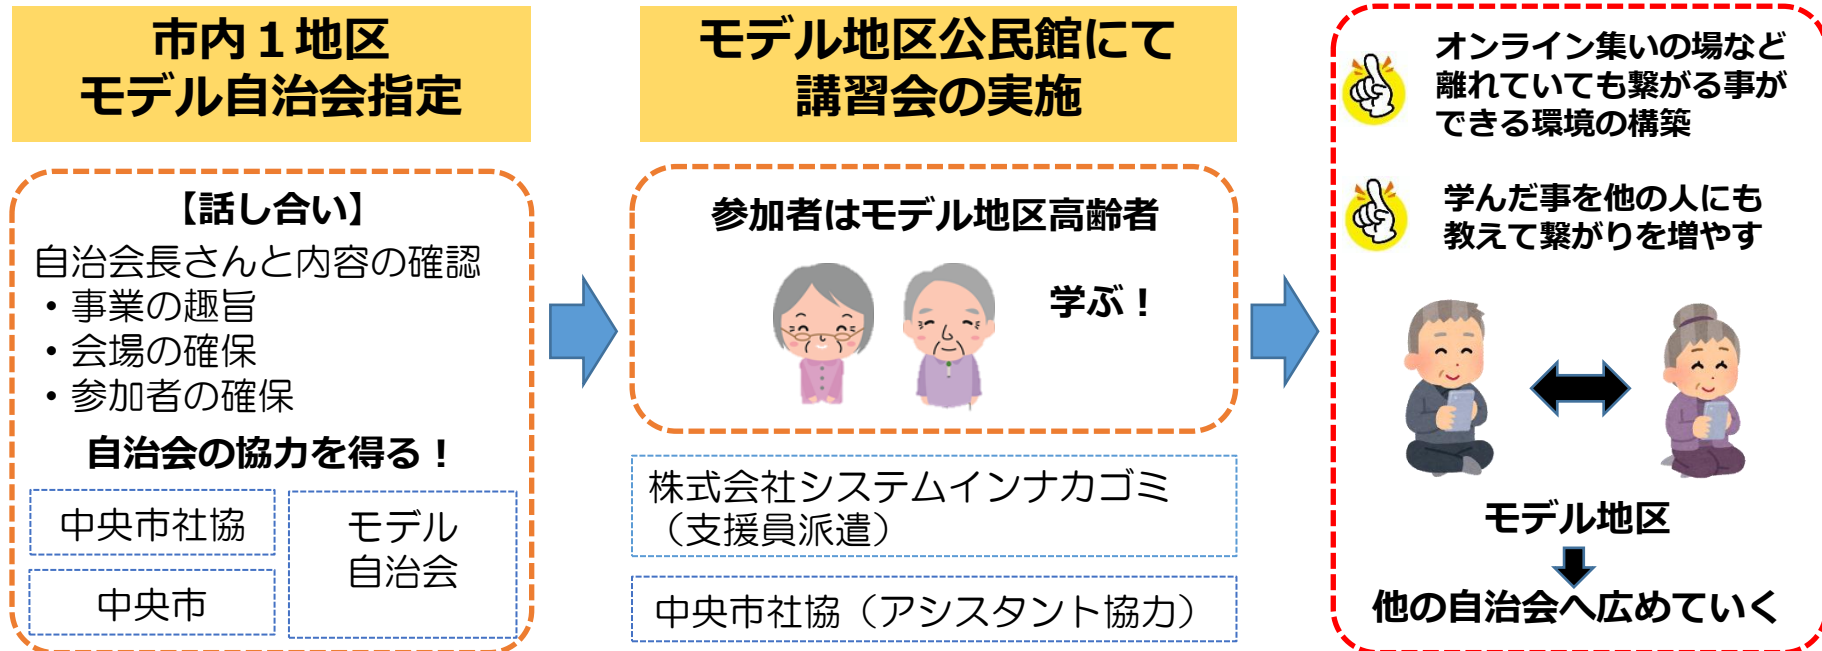 市内１地区
モデル自治会指定
【話し合い】
自治会長さんと内容の確認
・事業の趣旨
・会場の確保
・参加者の確保
自治会の協力を得る！
中央市社協
中央市
モデル
自治会
モデル地区公民館にて
講習会の実施
参加者はモデル地区高齢者
学ぶ！
株式会社システムインナカゴミ
（支援員派遣）
中央市社協（アシスタント協力）
オンライン集いの場など
離れていても繋がる事が
できる環境の構築
学んだ事を他の人にも
教えて繋がりを増やす
モデル地区
他の自治会へ広めていく